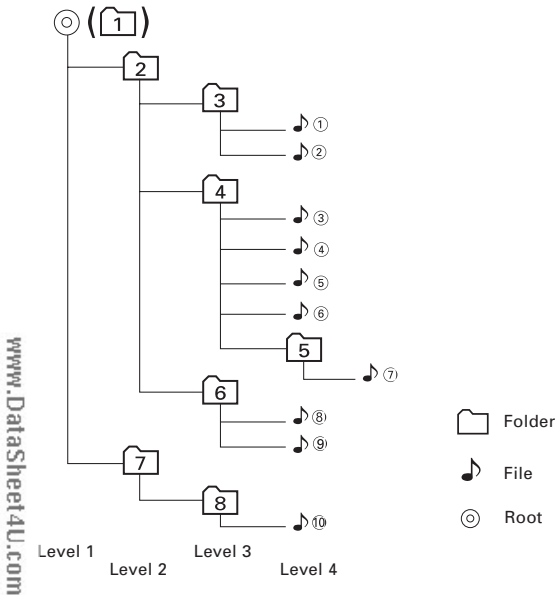 (1)
2
3
①
②
4
③
④
⑤
⑥
5
⑦
6
⑧
⑨
7
8
⑩
Folder
File
Root
Level 1
Level 2
Level 3
Level 4
www.DataSheet4U.com